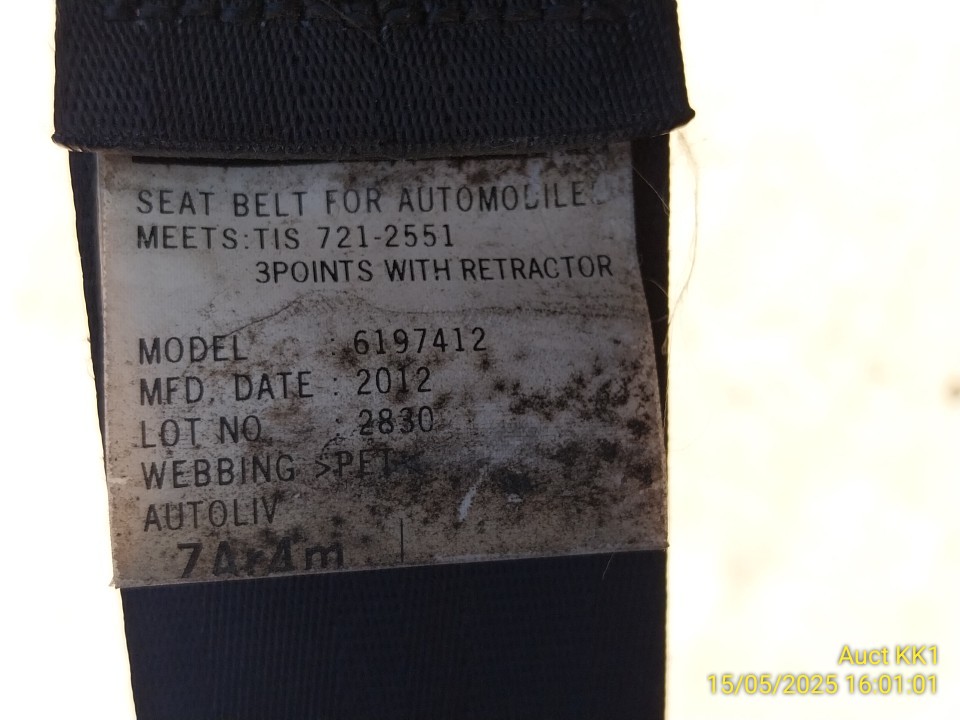 SEAT BELT FOR AUTOMOBILE
MEETS:TIS 721-2551
3POINTS WITH RETRACTOR
MODEL : 6197412
MFD. DATE : 2012
LOT NO. : 2830
WEBBING >PET<
AUTOLIV
7Ar4m
Auct KK1
15/05/2025 16:01:01